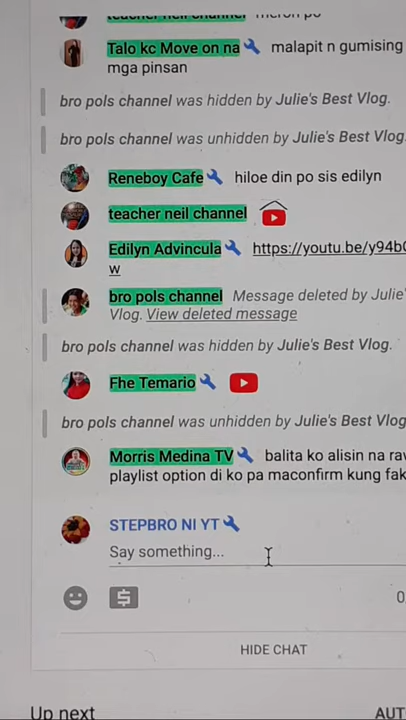 teacher neil channel meron po
Talo kc Move on na malapit n gumising
mga pinsan
bro pols channel was hidden by Julie's Best Vlog.
bro pols channel was unhidden by Julie's Best Vlog.
Reneboy Cafe hiloe din po sis edilyn
teacher neil channel
Edilyn Advincula https://youtu.be/y94b
w
bro pols channel Message deleted by Julie'
Vlog. View deleted message
bro pols channel was hidden by Julie's Best Vlog.
Fhe Temario
bro pols channel was unhidden by Julie's Best Vlog
Morris Medina TV balita ko alisin na ra
playlist option di ko pa maconfirm kung fak
STEPBRO NI YT
Say something...
0
HIDE CHAT
Up next AUT